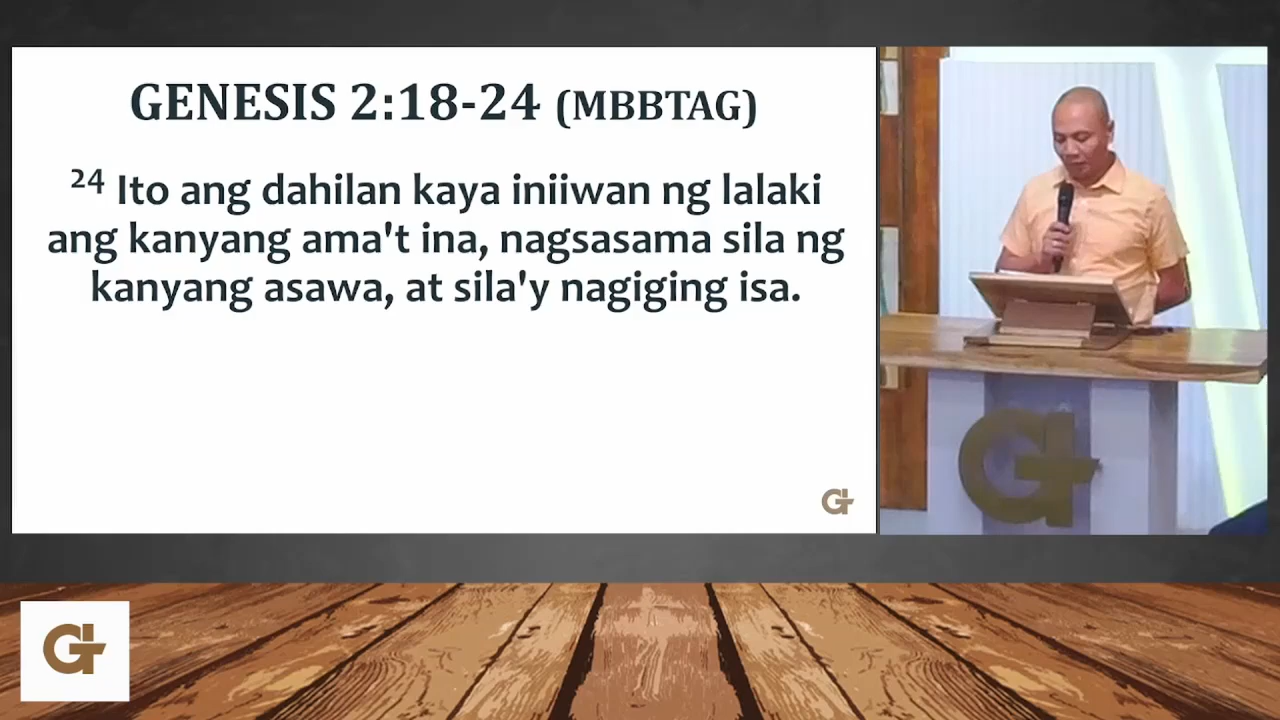 GENESIS 2:18-24 (MBBTAG)
24 Ito ang dahilan kaya iniiwan ng lalaki
ang kanyang ama't ina, nagsasama sila ng
kanyang asawa, at sila'y nagiging isa.